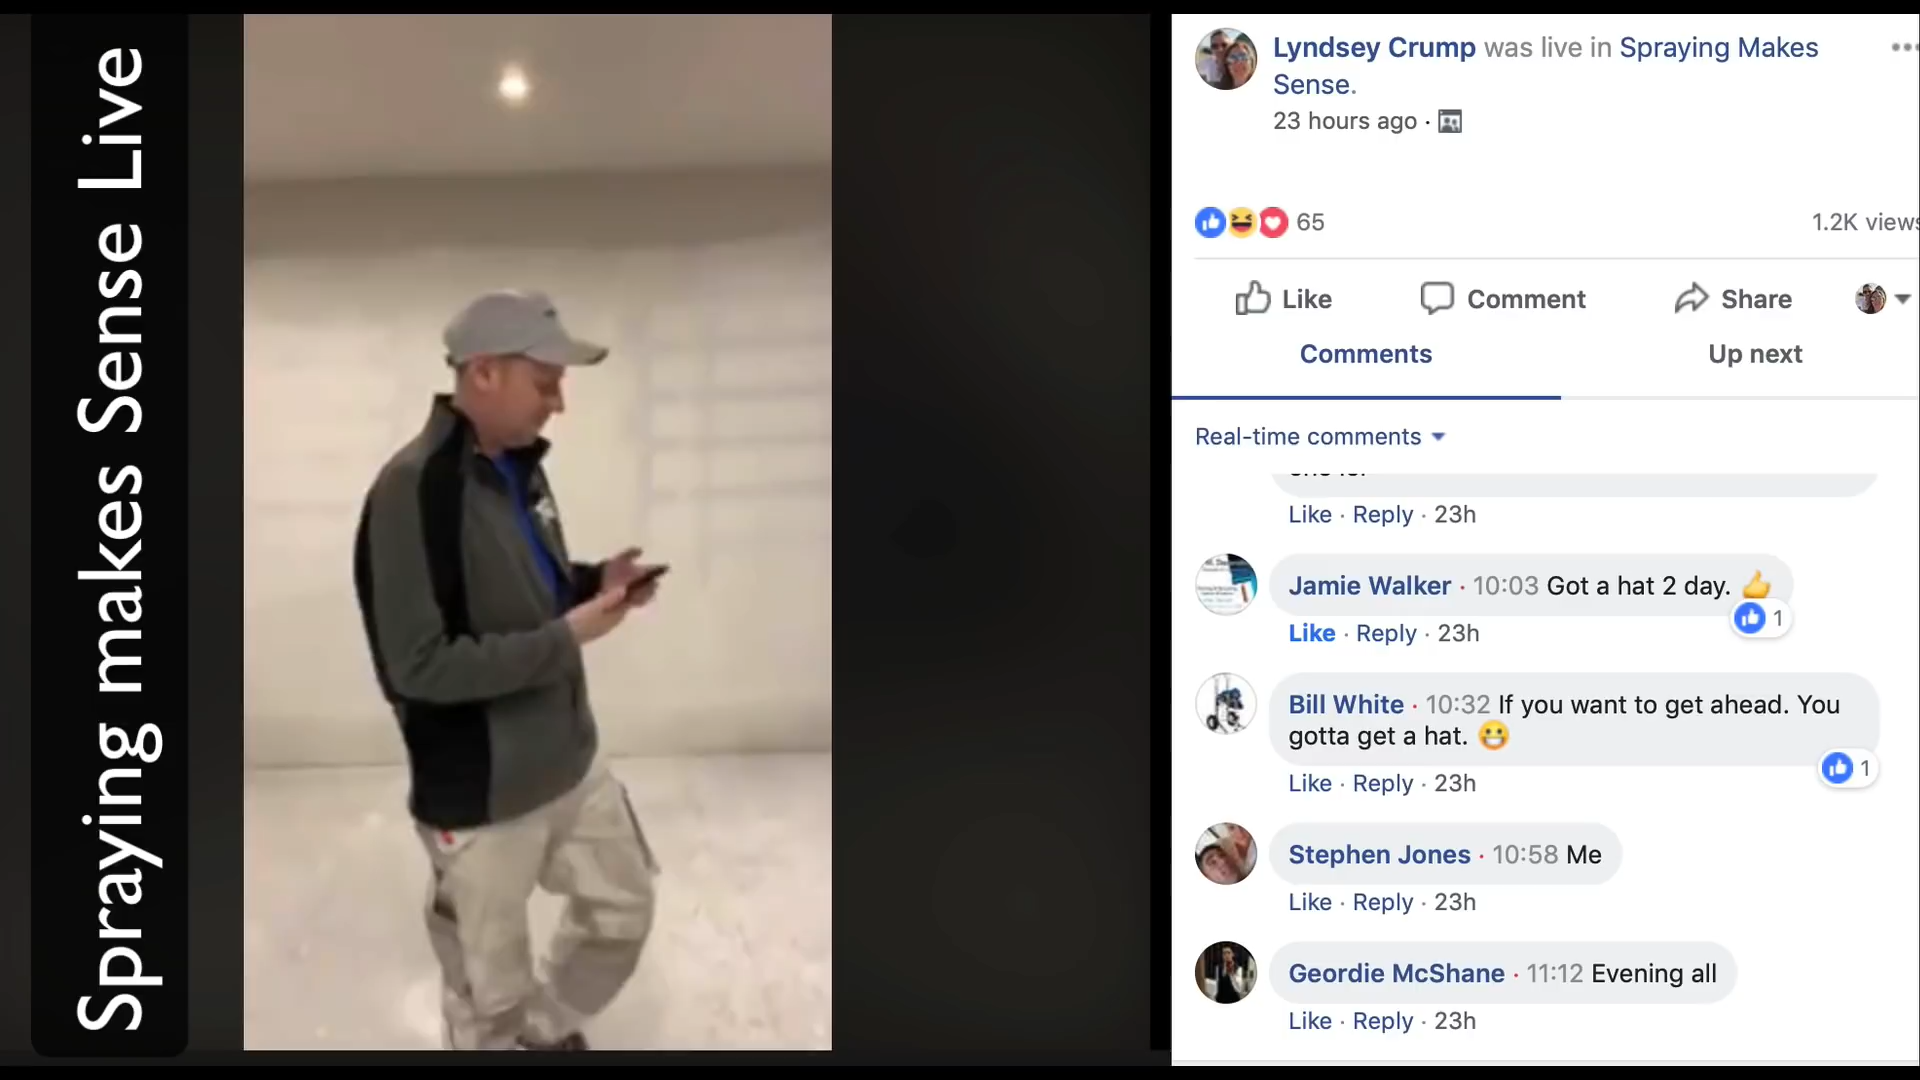 Spraying makes Sense Live
Lyndsey Crump was live in Spraying Makes
Sense.
23 hours ago ·
65
1.2K views
Like
Comment
Share
Comments
Up next
Real-time comments
Like · Reply · 23h
Jamie Walker · 10:03 Got a hat 2 day. 👍
1
Like · Reply · 23h
Bill White · 10:32 If you want to get ahead. You
gotta get a hat. 😀
1
Like · Reply · 23h
Stephen Jones · 10:58 Me
Like · Reply · 23h
Geordie McShane · 11:12 Evening all
Like · Reply · 23h